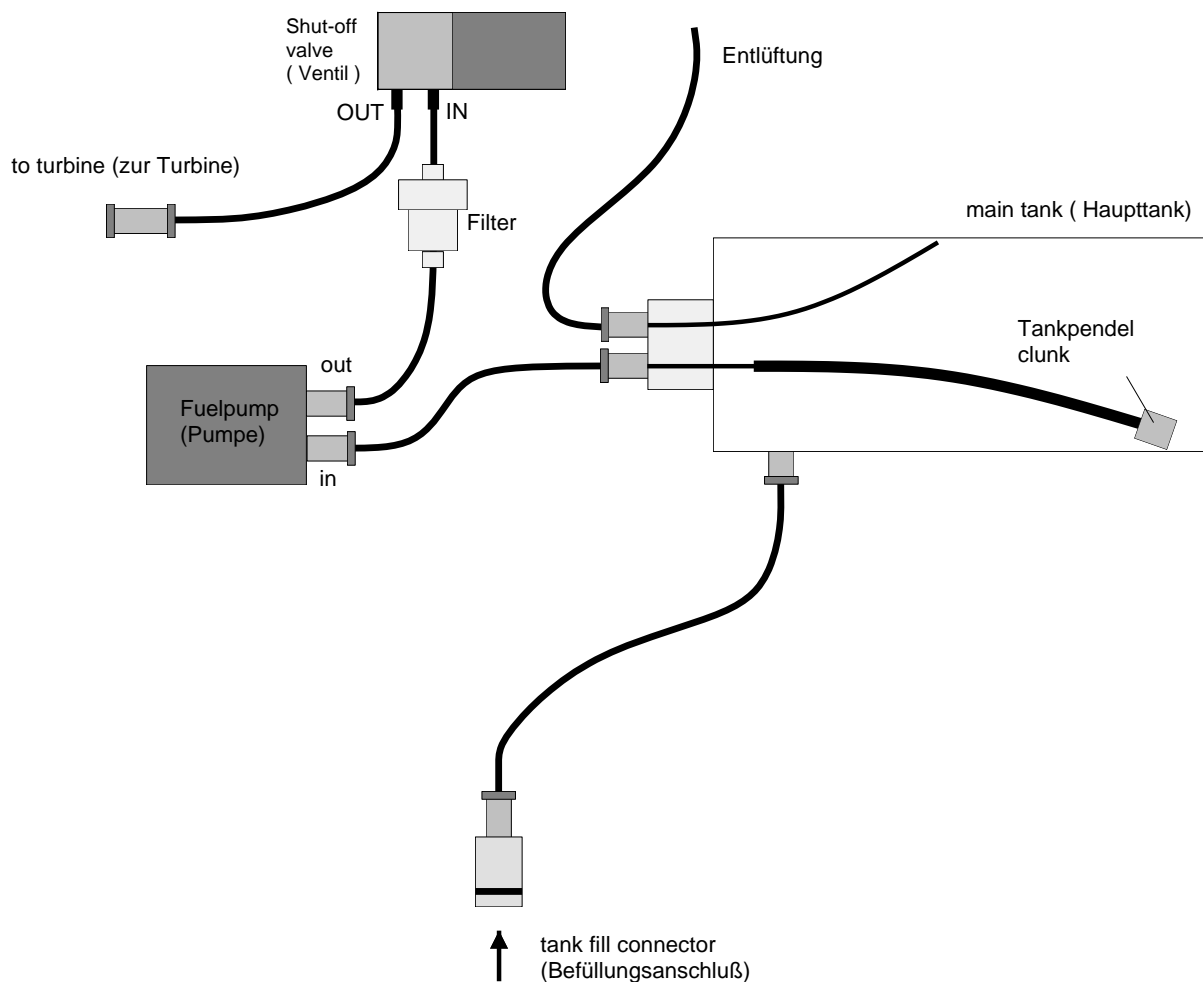 Shut-off
valve
( Ventil )
Entlüftung
OUT
IN
to turbine (zur Turbine)
Filter
main tank ( Haupttank)
Tankpendel
clunk
out
Fuelpump
(Pumpe)
in
tank fill connector
(Befüllungsanschluß)